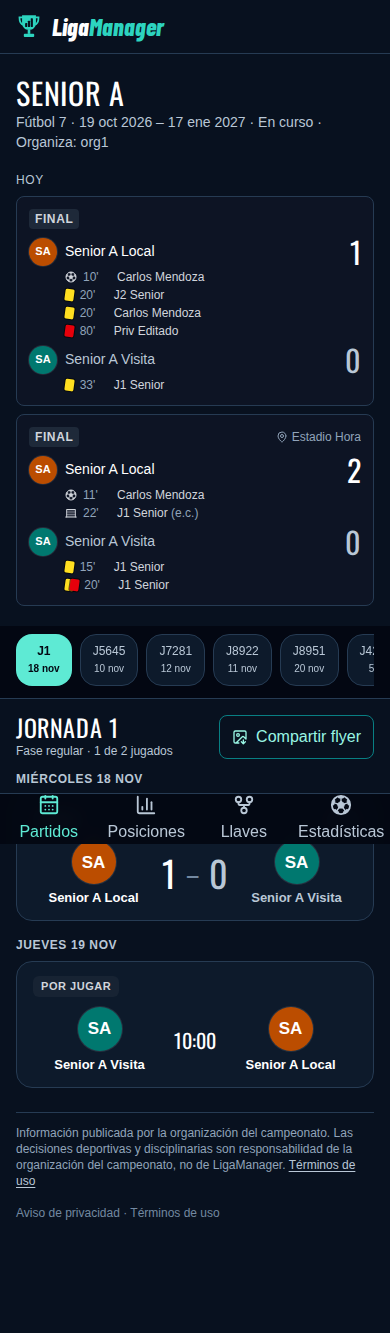 LigaManager
SENIOR A
Fútbol 7 · 19 oct 2026 – 17 ene 2027 · En curso ·
Organiza: org1
HOY
FINAL
SA Senior A Local 1
10' Carlos Mendoza
20' J2 Senior
20' Carlos Mendoza
80' Priv Editado
SA Senior A Visita 0
33' J1 Senior
FINAL Estadio Hora
SA Senior A Local 2
11' Carlos Mendoza
22' J1 Senior (e.c.)
SA Senior A Visita 0
15' J1 Senior
20' J1 Senior
J1 J5645 J7281 J8922 J8951 J42
18 nov 10 nov 12 nov 11 nov 20 nov 5
JORNADA 1
Fase regular · 1 de 2 jugados
Compartir flyer
MIÉRCOLES 18 NOV
Partidos Posiciones Llaves Estadísticas
SA 1 – 0 SA
Senior A Local Senior A Visita
JUEVES 19 NOV
POR JUGAR
SA 10:00 SA
Senior A Visita Senior A Local
Información publicada por la organización del campeonato. Las
decisiones deportivas y disciplinarias son responsabilidad de la
organización del campeonato, no de LigaManager. Términos de
uso
Aviso de privacidad · Términos de uso